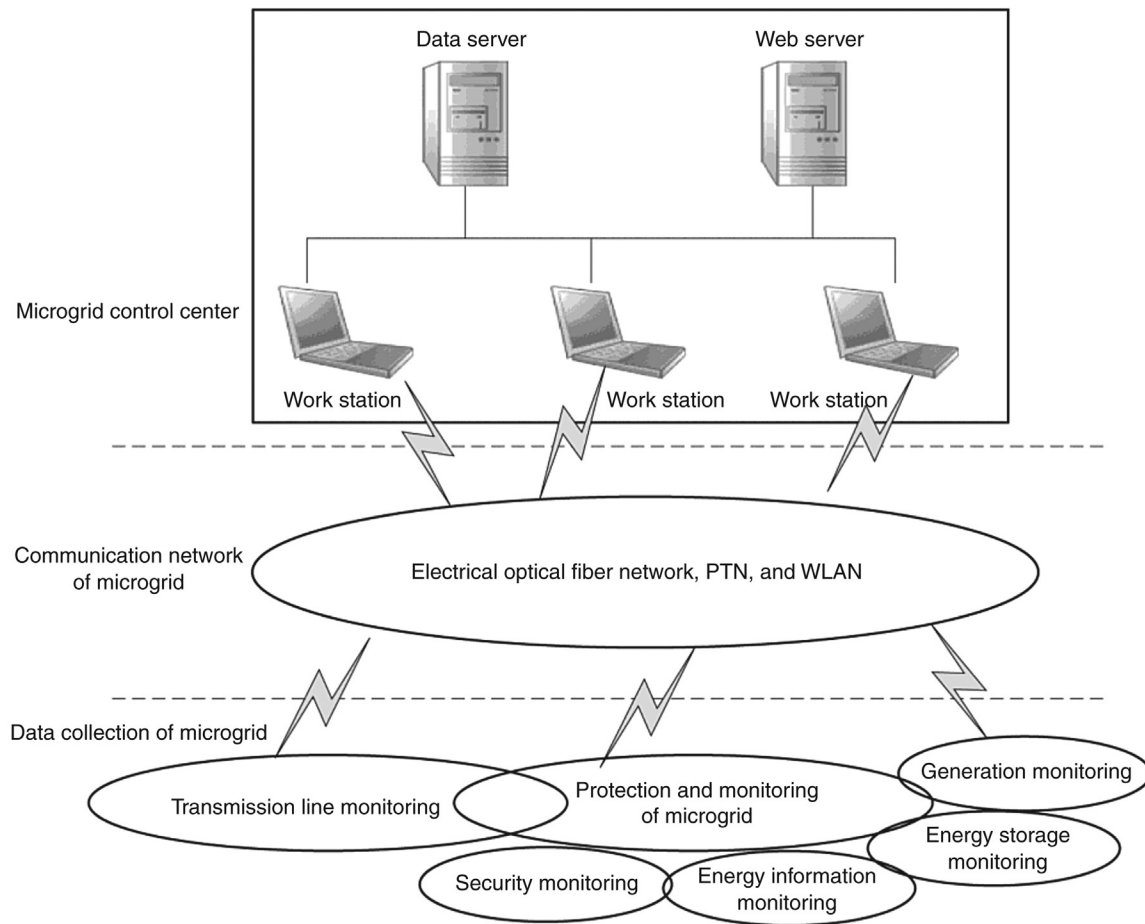 Data server
Web server
Microgrid control center
Work station
Work station
Work station
Communication network
of microgrid
Electrical optical fiber network, PTN, and WLAN
Data collection of microgrid
Generation monitoring
Transmission line monitoring
Protection and monitoring
of microgrid
Energy storage
monitoring
Security monitoring
Energy information
monitoring